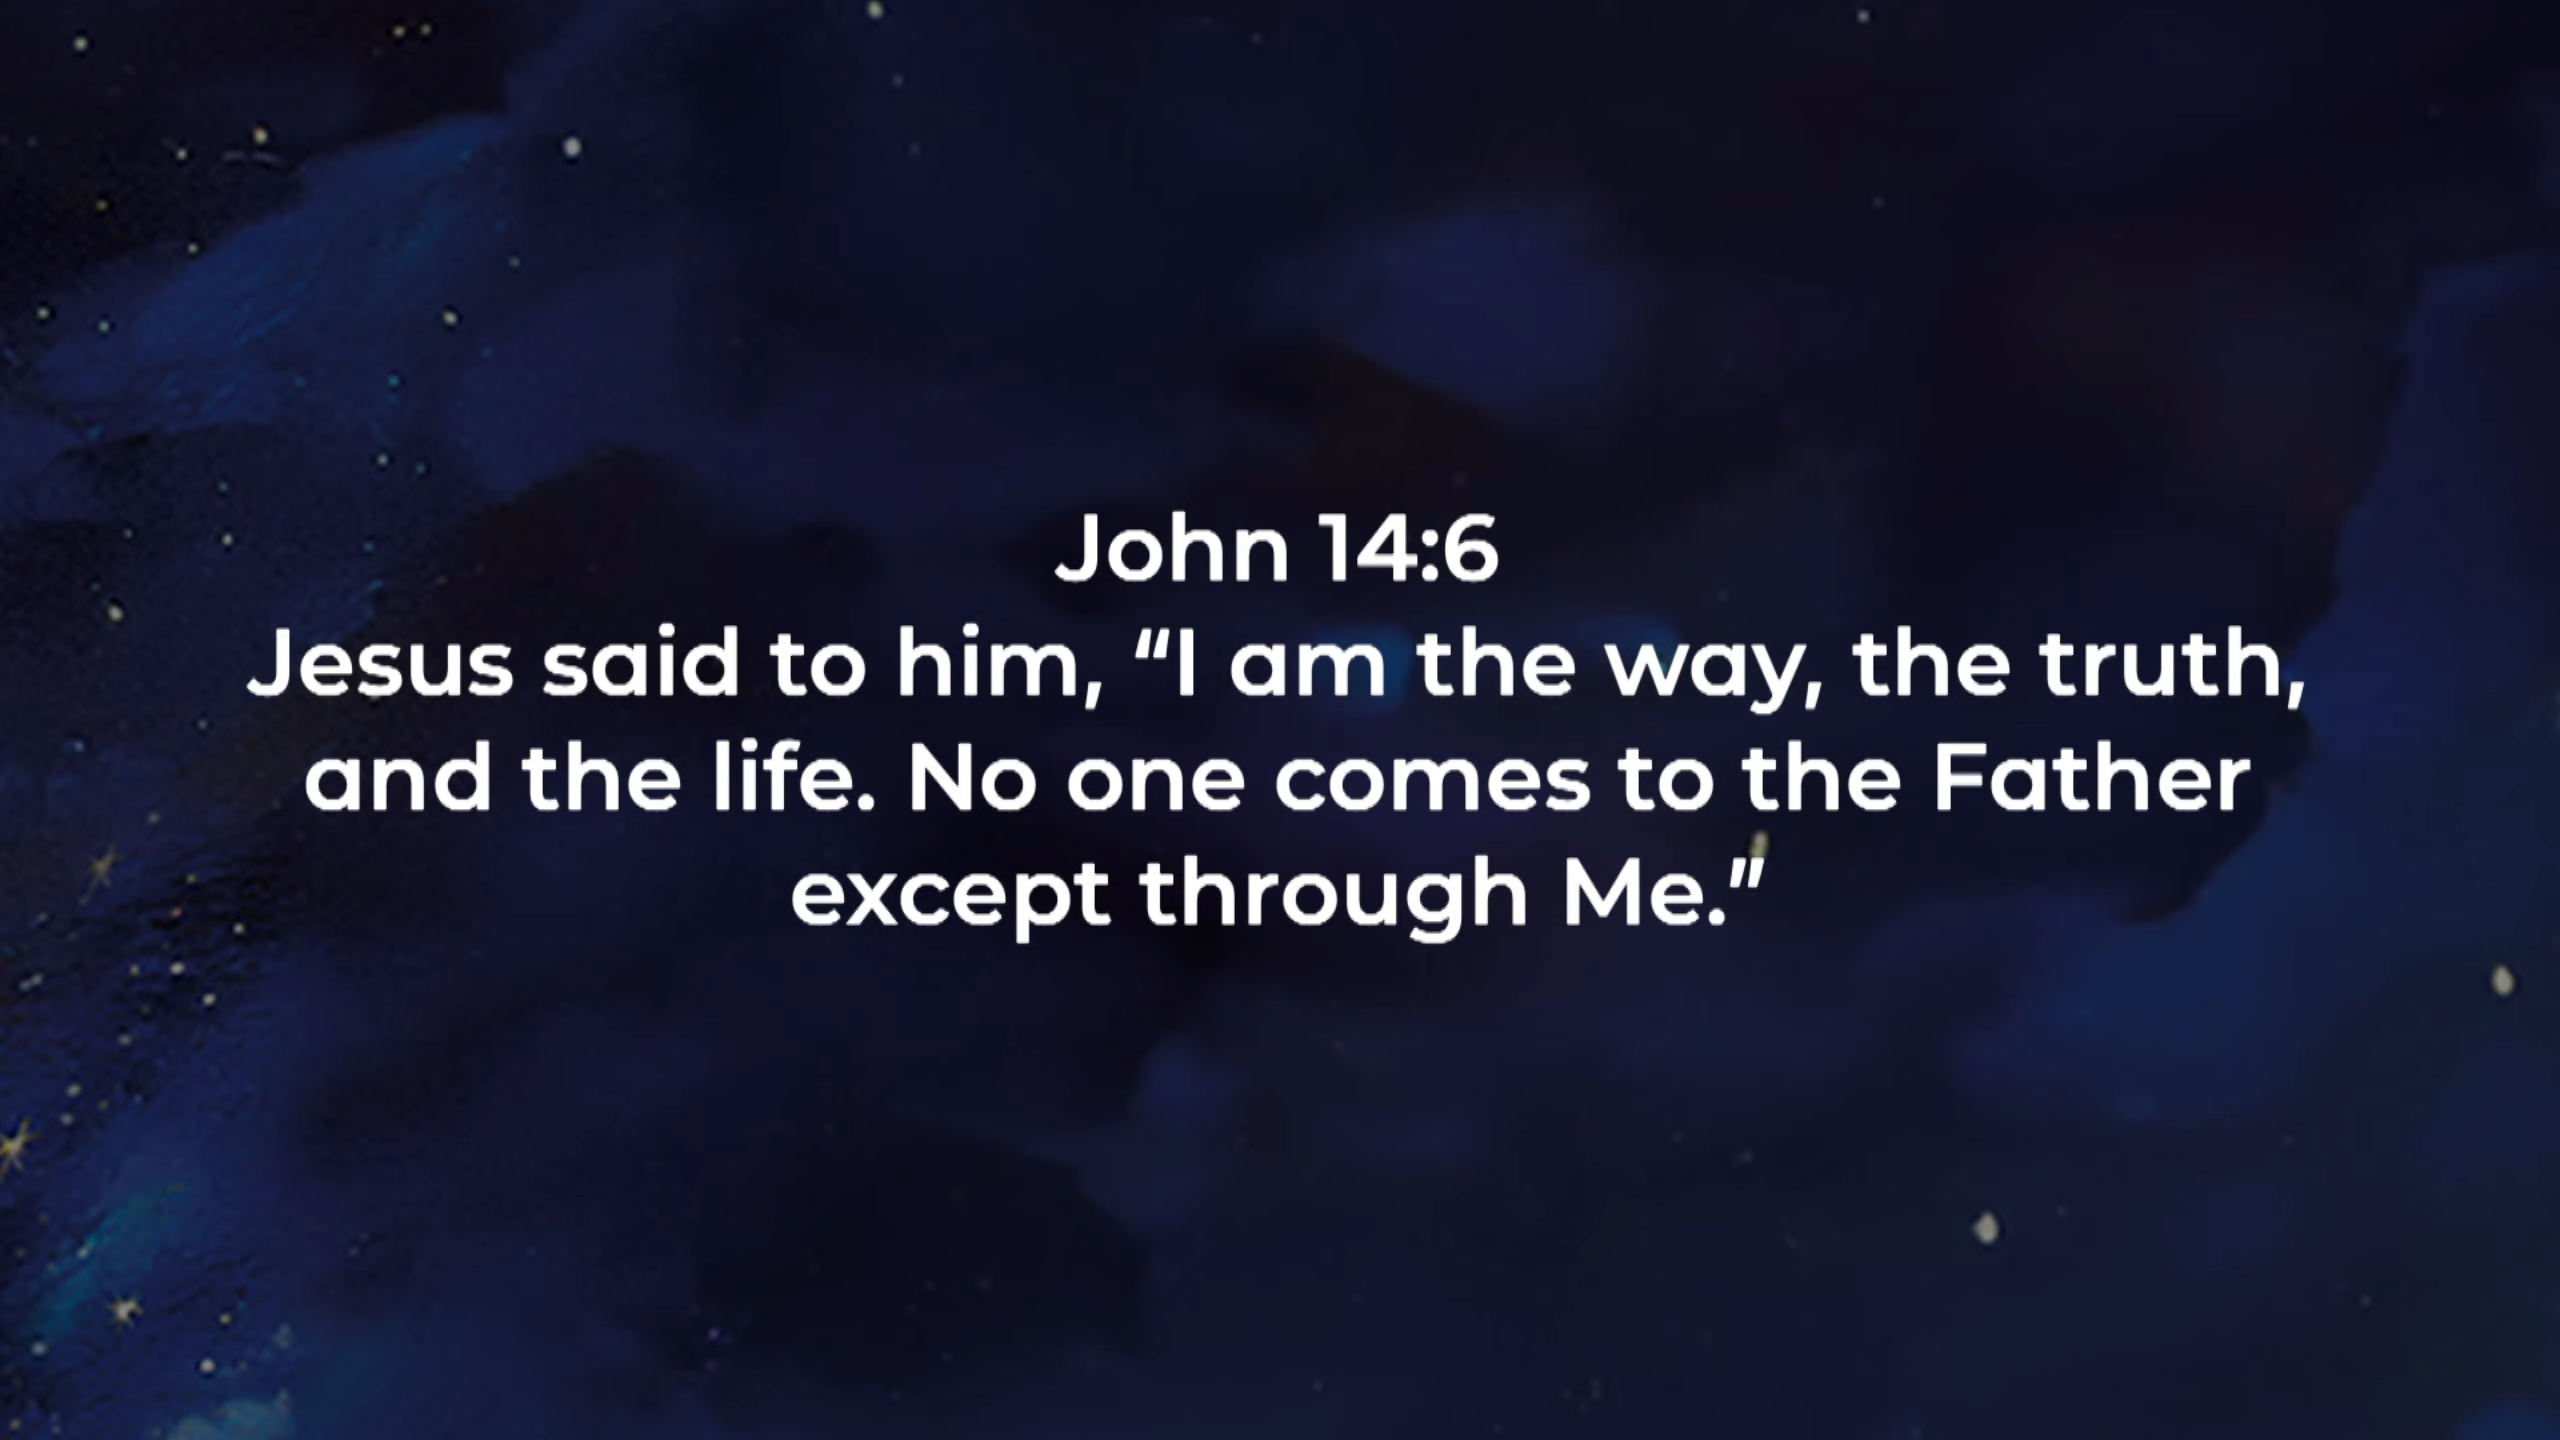 John 14:6
Jesus said to him, “I am the way, the truth,
and the life. No one comes to the Father
except through Me.”